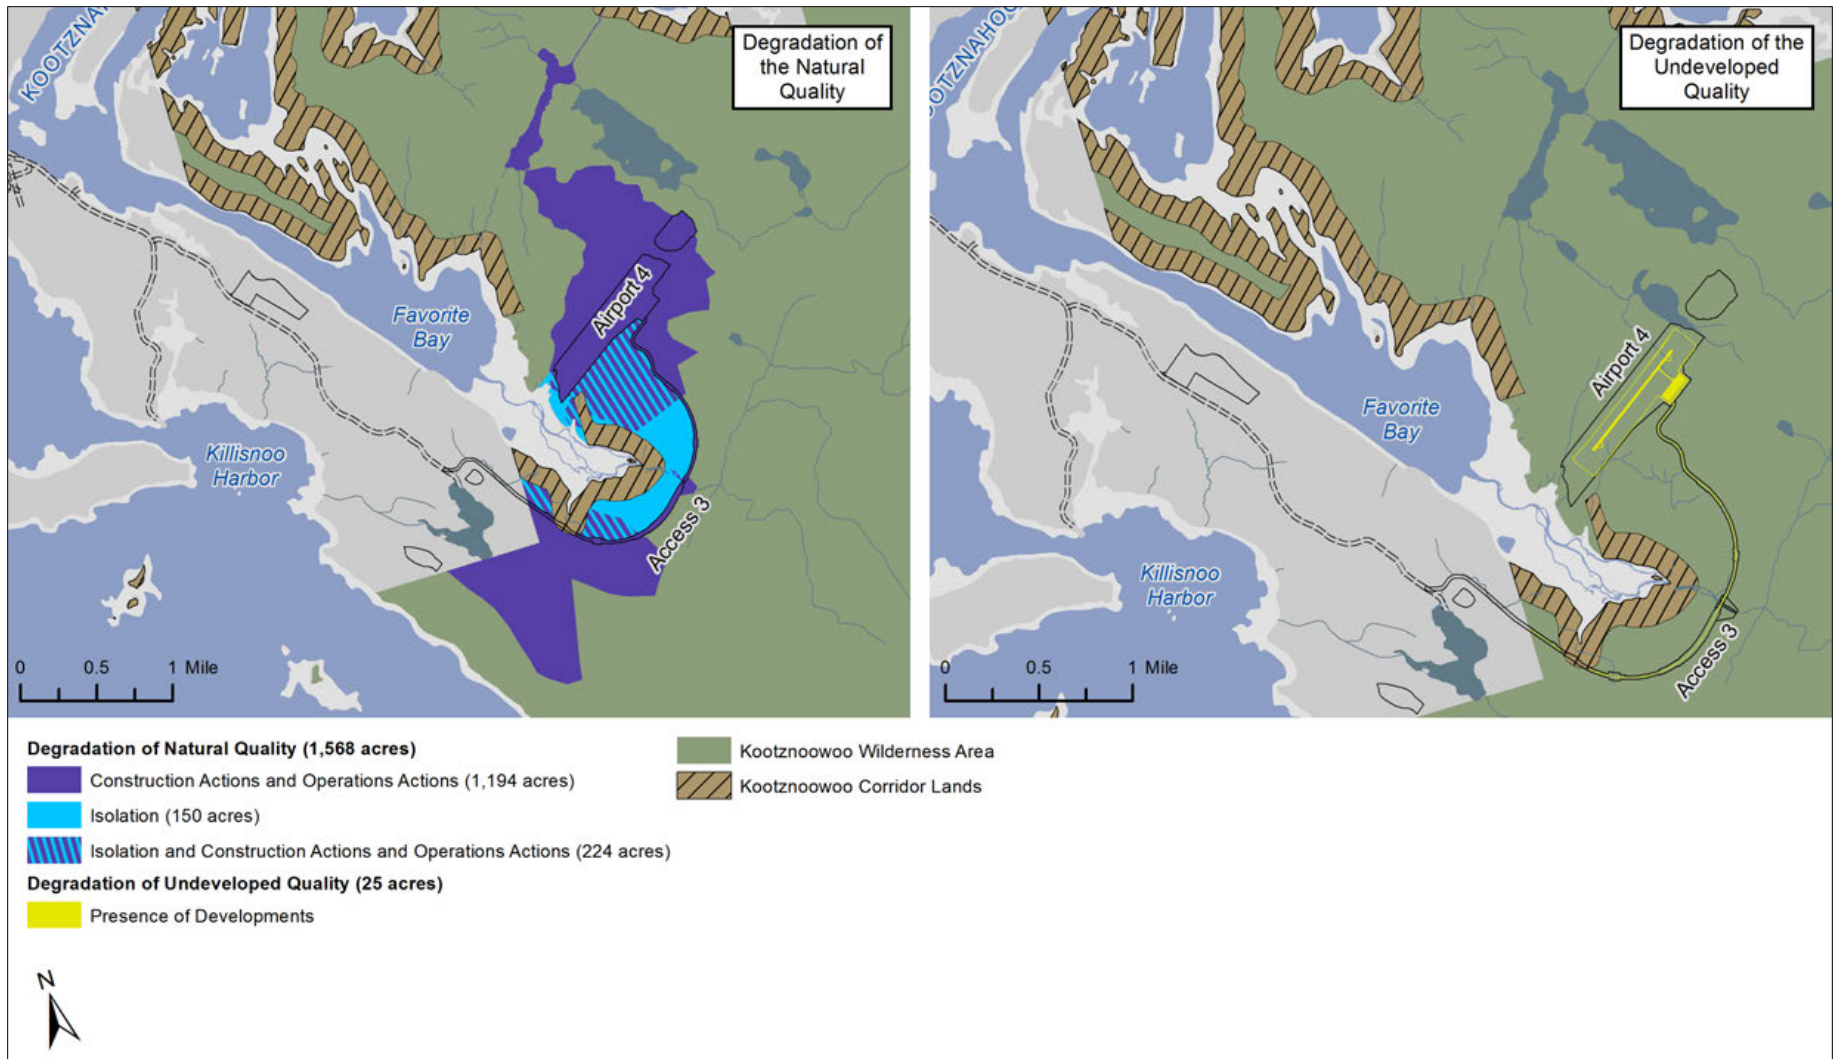 KOOTZNA
Degradation of
the Natural
Quality
Airport 4
Favorite
Bay
Killisnoo
Harbor
Access 3
0 0.5 1 Mile
OOTZNAHOO
Degradation of the
Undeveloped
Quality
Airport 4
Favorite
Bay
Killisnoo
Harbor
Access 3
0 0.5 1 Mile
Degradation of Natural Quality (1,568 acres)
Construction Actions and Operations Actions (1,194 acres)
Isolation (150 acres)
Isolation and Construction Actions and Operations Actions (224 acres)
Degradation of Undeveloped Quality (25 acres)
Presence of Developments
Kootznoowoo Wilderness Area
Kootznoowoo Corridor Lands
N